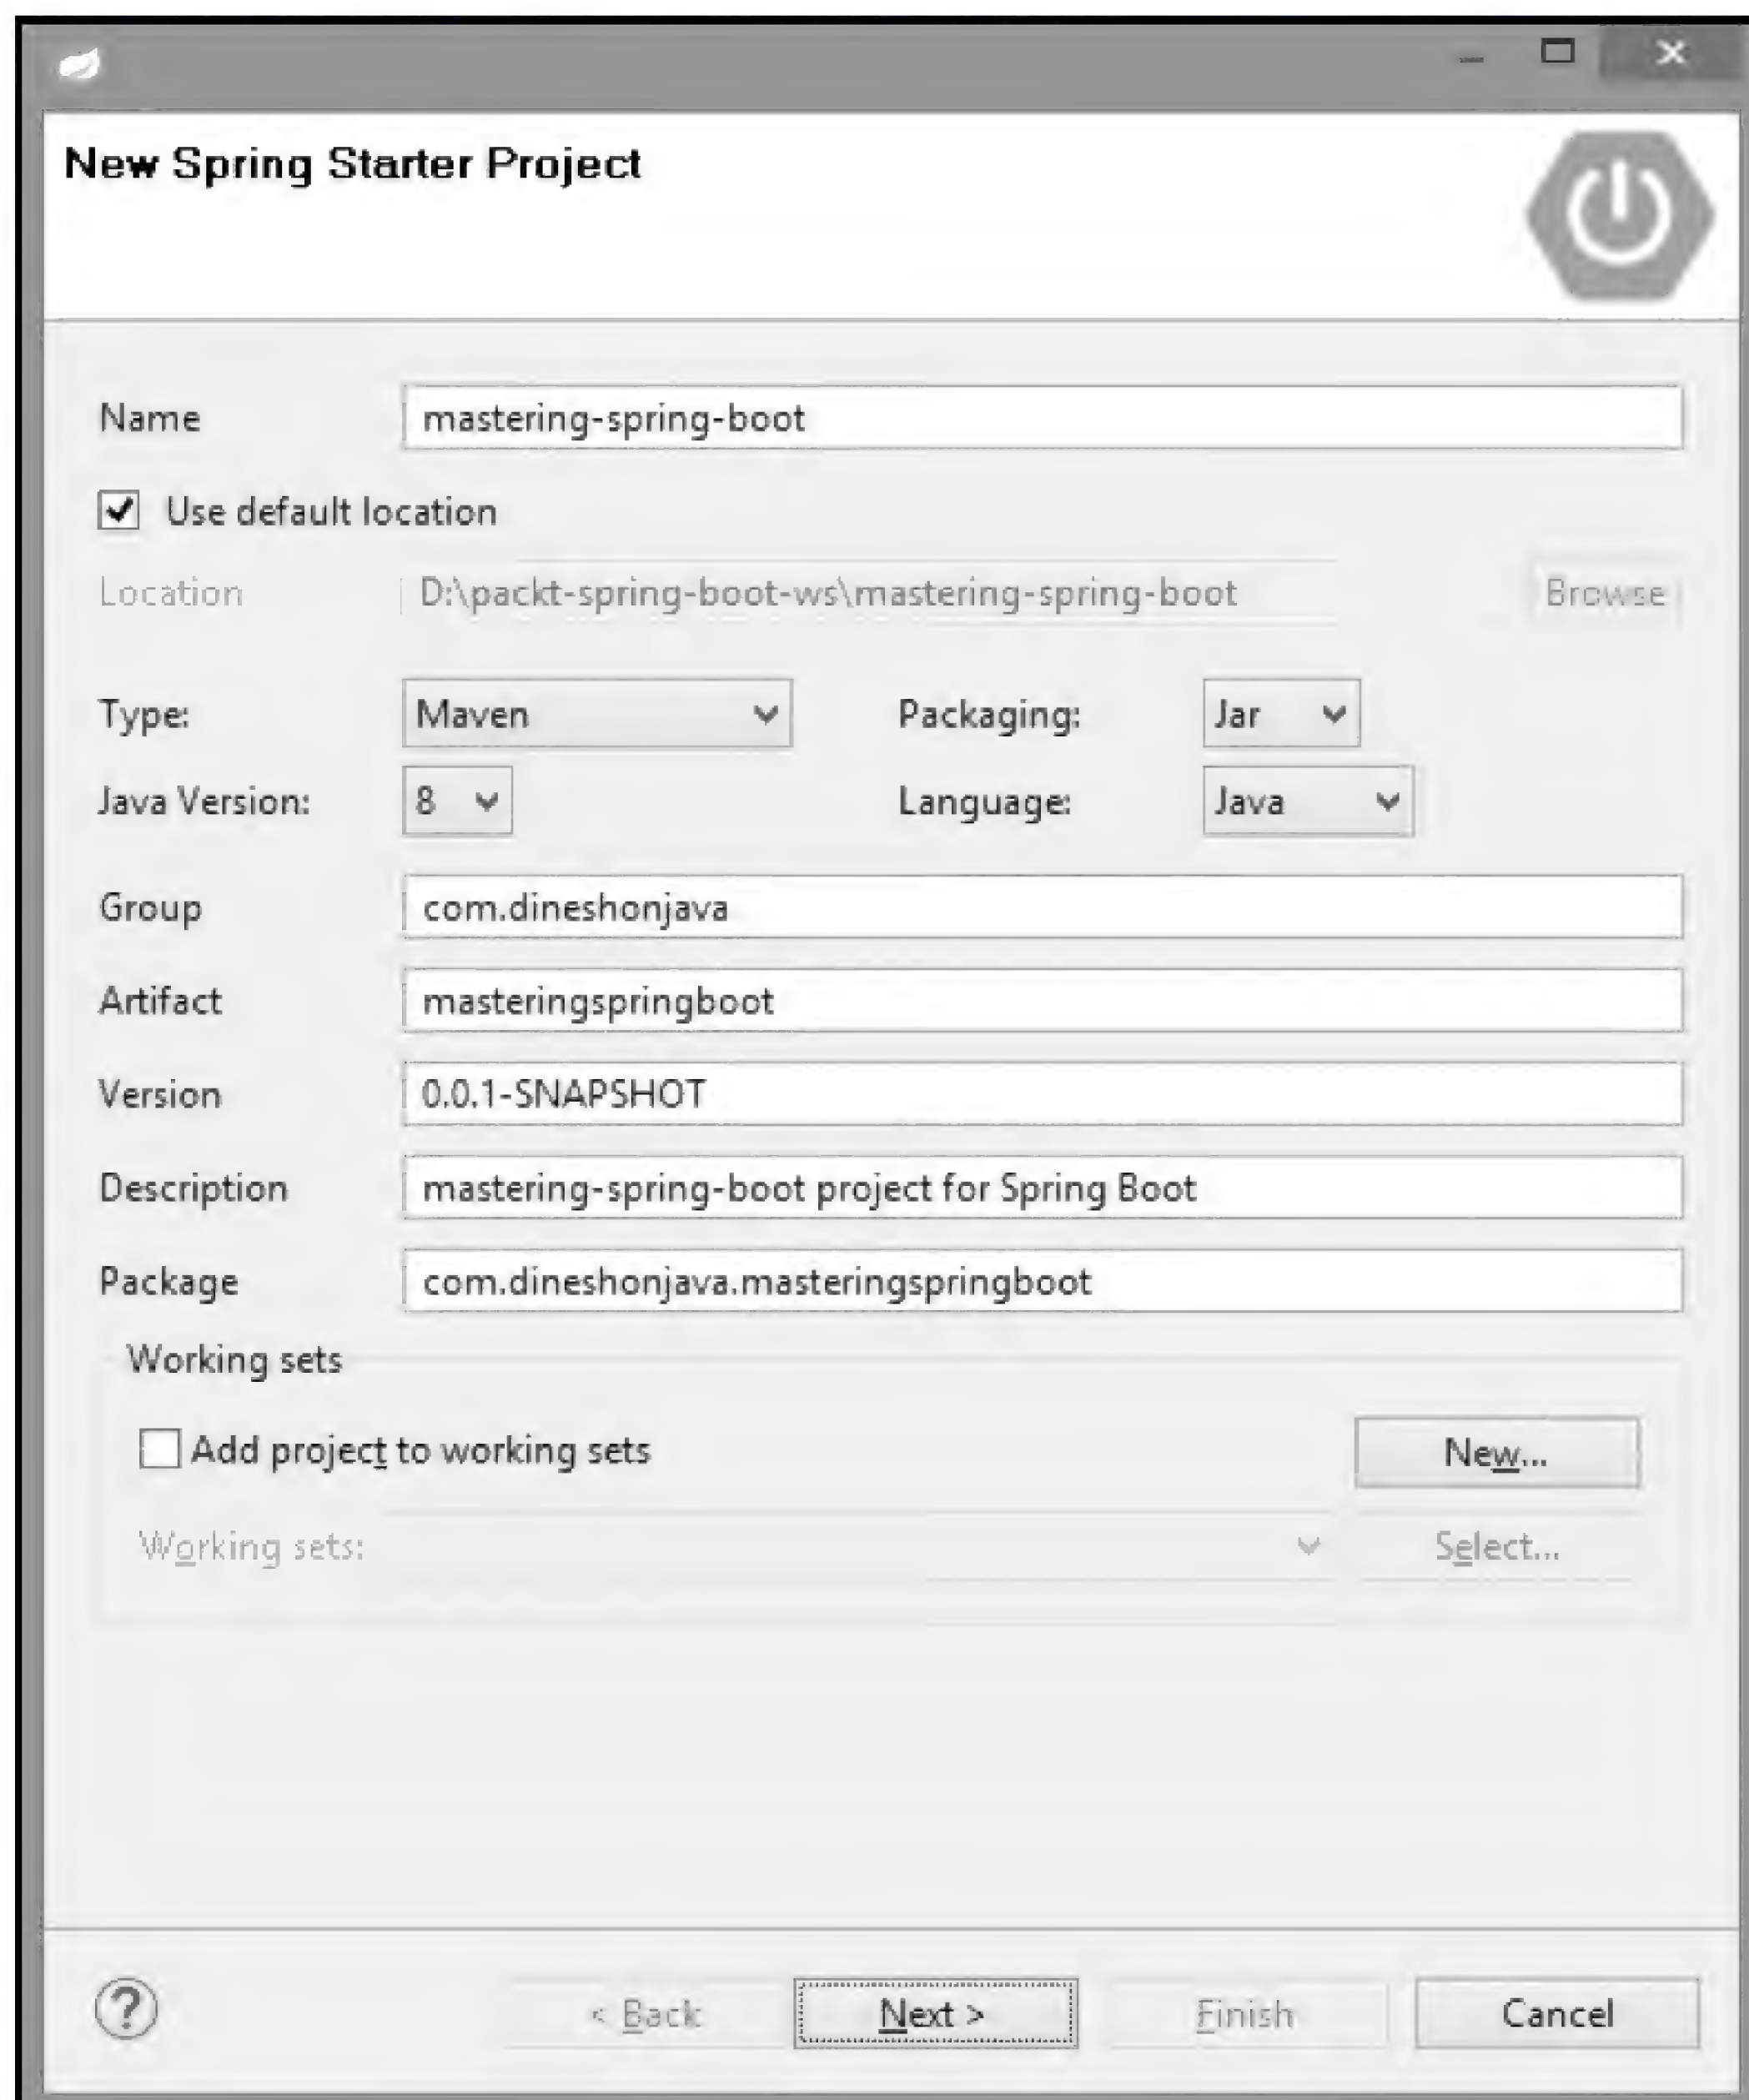 New Spring Starter Project
Name mastering-spring-boot
Use default location
Location D:\packt-spring-boot-ws\mastering-spring-boot Browse
Type: Maven Packaging: Jar
Java Version: 8 Language: Java
Group com.dineshonjava
Artifact masteringspringboot
Version 0.0.1-SNAPSHOT
Description mastering-spring-boot project for Spring Boot
Package com.dineshonjava.masteringspringboot
Working sets
Add project to working sets New...
Working sets: Select...
? < Back Next > Finish Cancel